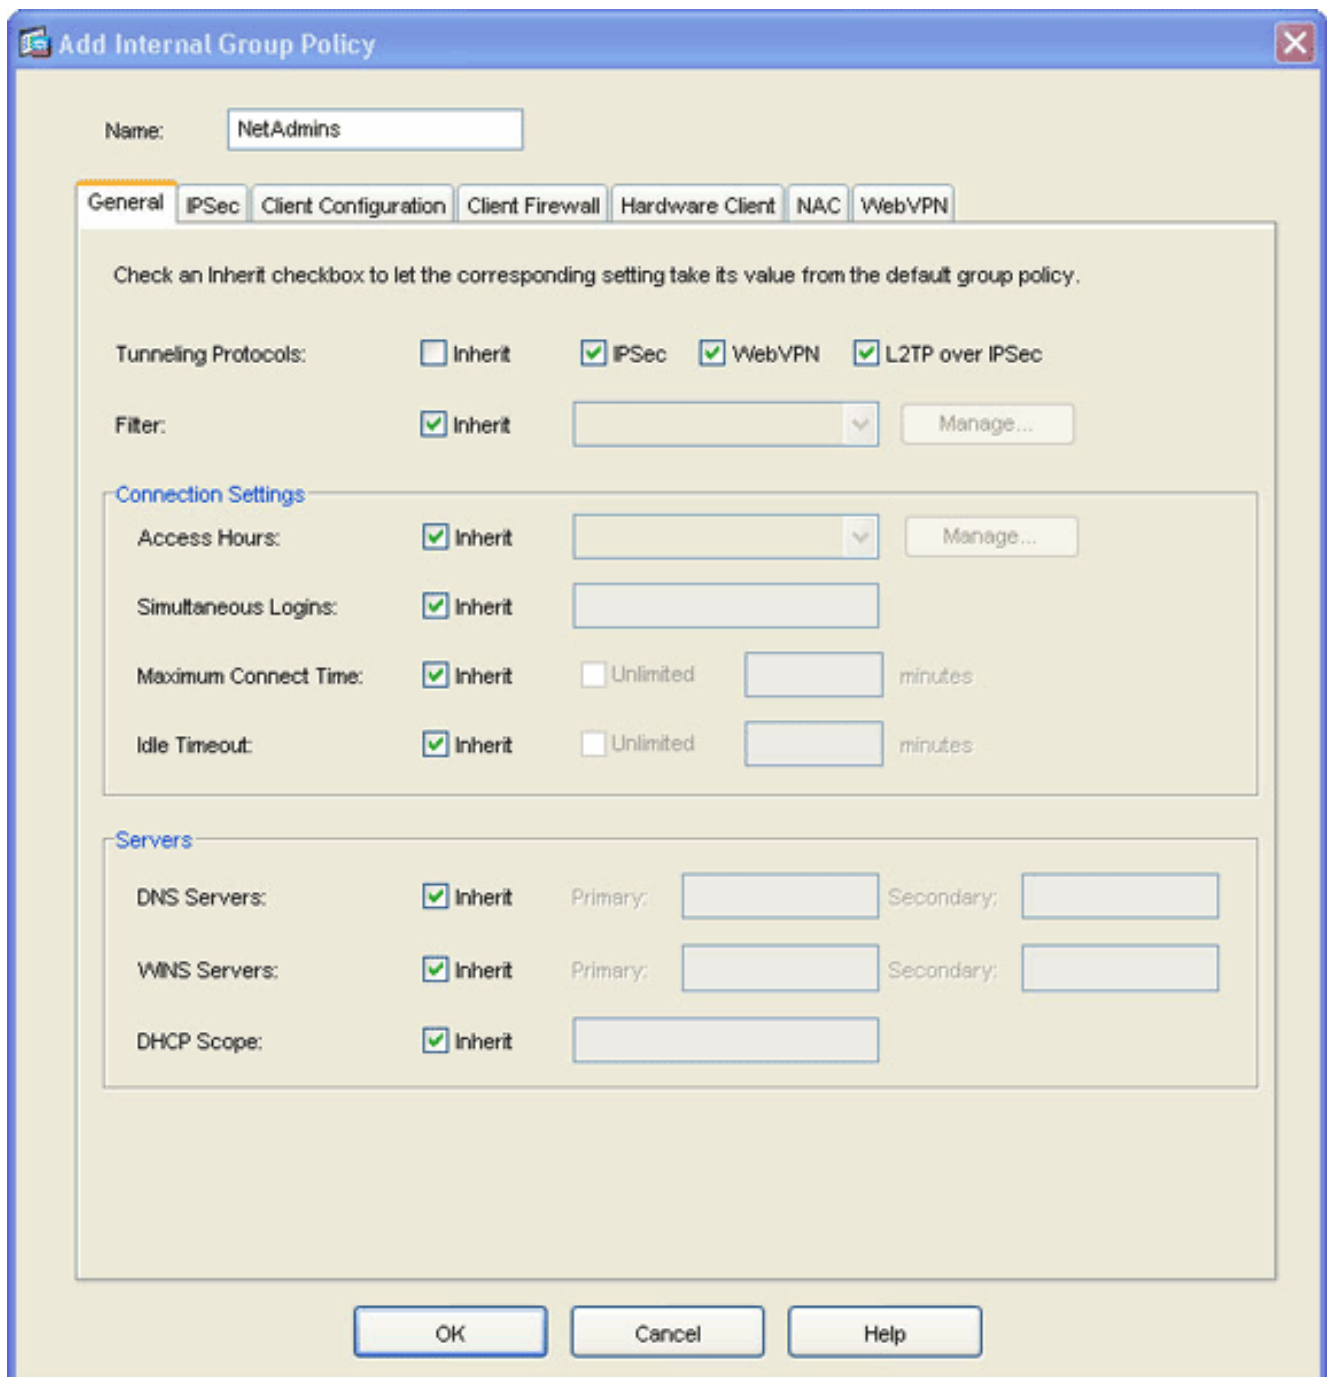 Add Internal Group Policy
Name: NetAdmins
General IPSec Client Configuration Client Firewall Hardware Client NAC WebVPN
Check an Inherit checkbox to let the corresponding setting take its value from the default group policy.
Tunneling Protocols: Inherit IPSec WebVPN L2TP over IPSec
Filter: Inherit Manage...
Connection Settings
Access Hours: Inherit Manage...
Simultaneous Logins: Inherit
Maximum Connect Time: Inherit Unlimited minutes
Idle Timeout: Inherit Unlimited minutes
Servers
DNS Servers: Inherit Primary: Secondary:
WINS Servers: Inherit Primary: Secondary:
DHCP Scope: Inherit
OK Cancel Help